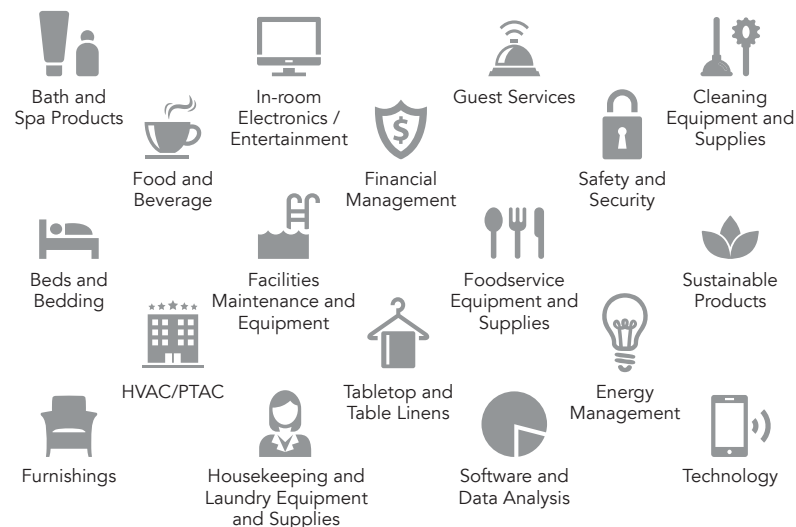 Bath and
Spa Products
In-room
Electronics /
Entertainment
Guest Services
Cleaning
Equipment and
Supplies
Food and
Beverage
$
Financial
Management
Safety and
Security
Beds and
Bedding
Facilities
Maintenance and
Equipment
Foodservice
Equipment and
Supplies
Sustainable
Products
HVAC/PTAC
Tabletop and
Table Linens
Energy
Management
Furnishings
Housekeeping and
Laundry Equipment
and Supplies
Software and
Data Analysis
Technology